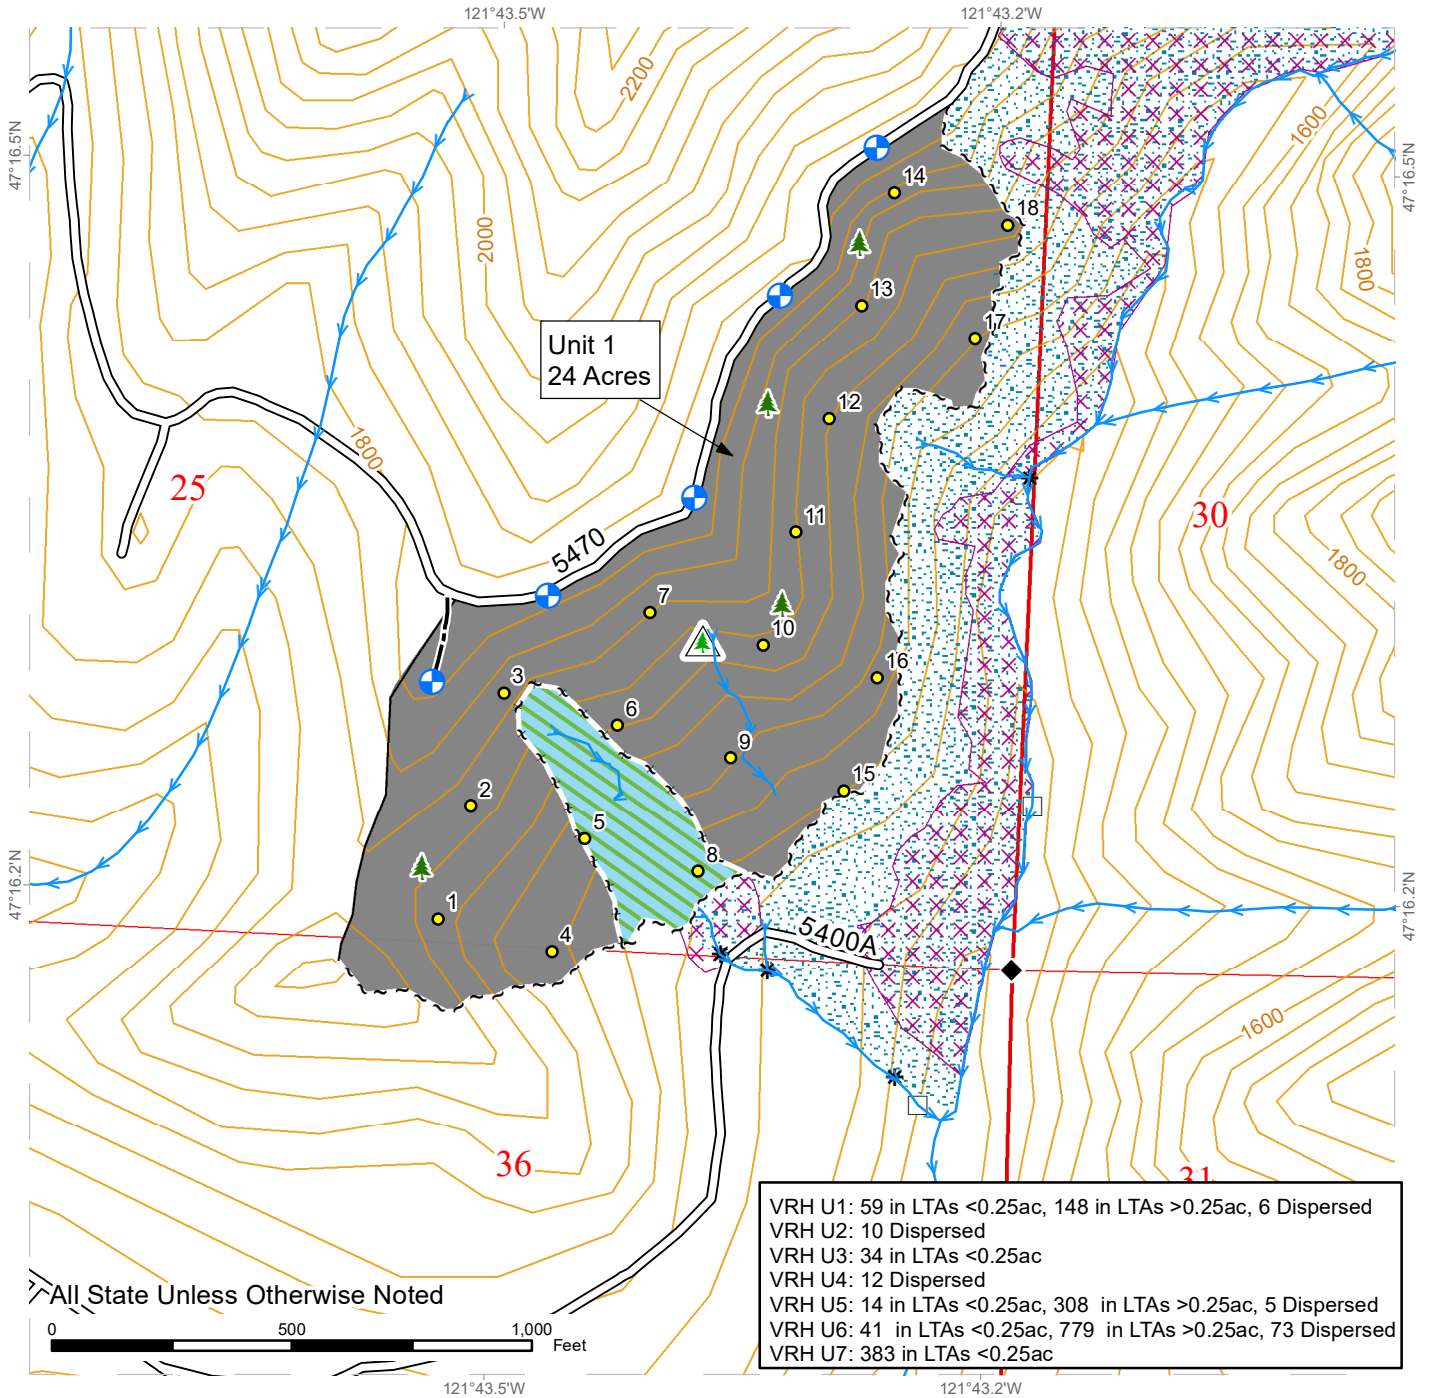 121°43.5'W
121°43.2'W
2200
1600
47°16.5'N
47°16.5'N
14
18
2000
1800
13
17
Unit 1
24 Acres
12
1800
25
11
30
5470
1800
7
10
3
16
6
9
2
15
5
8
47°16.2'N
47°16.2'N
1
4
5400A
1600
36
31
VRH U1: 59 in LTAs <0.25ac, 148 in LTAs >0.25ac, 6 Dispersed
VRH U2: 10 Dispersed
VRH U3: 34 in LTAs <0.25ac
VRH U4: 12 Dispersed
VRH U5: 14 in LTAs <0.25ac, 308 in LTAs >0.25ac, 5 Dispersed
VRH U6: 41 in LTAs <0.25ac, 779 in LTAs >0.25ac, 73 Dispersed
VRH U7: 383 in LTAs <0.25ac
All State Unless Otherwise Noted
0 500 1,000
Feet
121°43.5'W
121°43.2'W